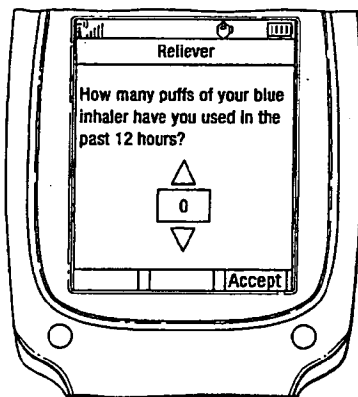 Reliever
How many puffs of your blue
inhaler have you used in the
past 12 hours?
0
Accept